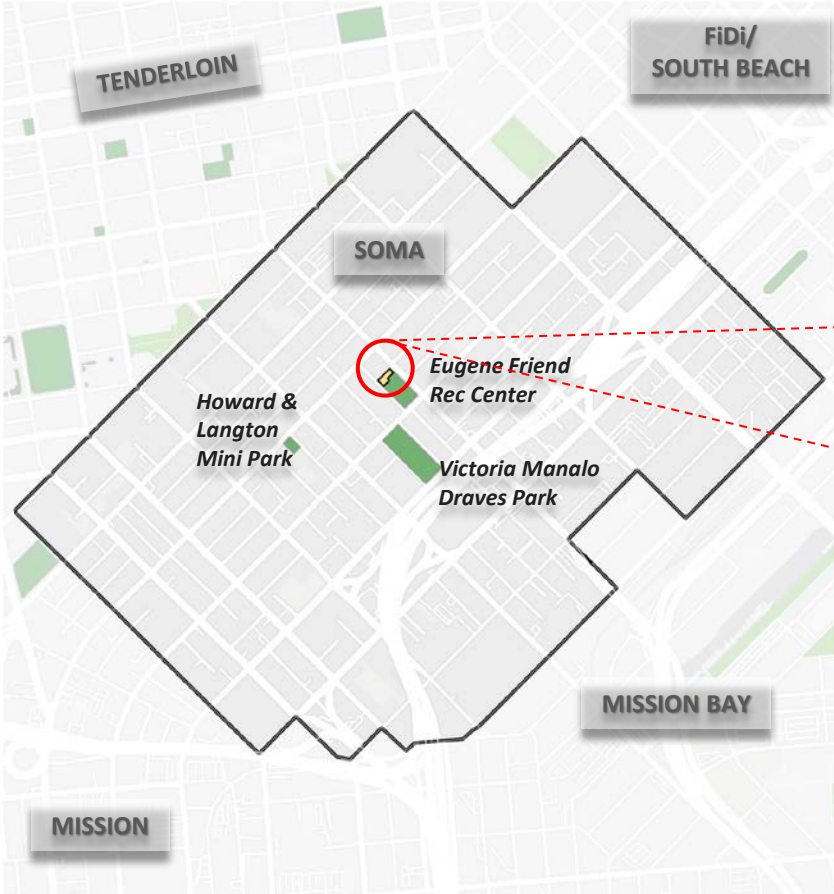 TENDERLOIN
FiDi/
SOUTH BEACH
SOMA
Eugene Friend
Rec Center
Howard &
Langton
Mini Park
Victoria Manalo
Draves Park
MISSION BAY
MISSION